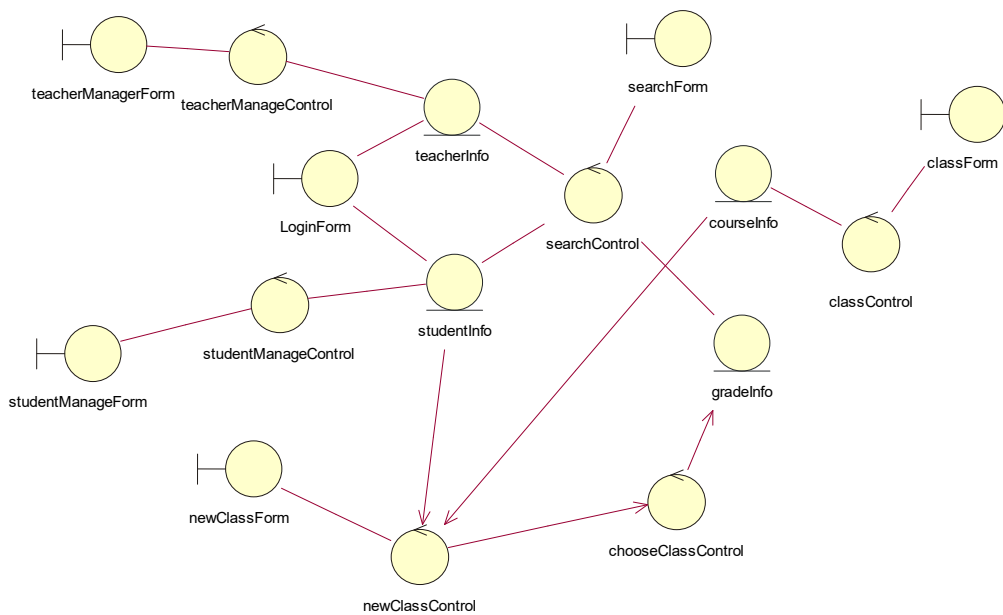 teacherManagerForm
teacherManageControl
searchForm
teacherInfo
classForm
LoginForm
searchControl
courseInfo
classControl
studentInfo
studentManageControl
studentManageForm
gradeInfo
newClassForm
chooseClassControl
newClassControl